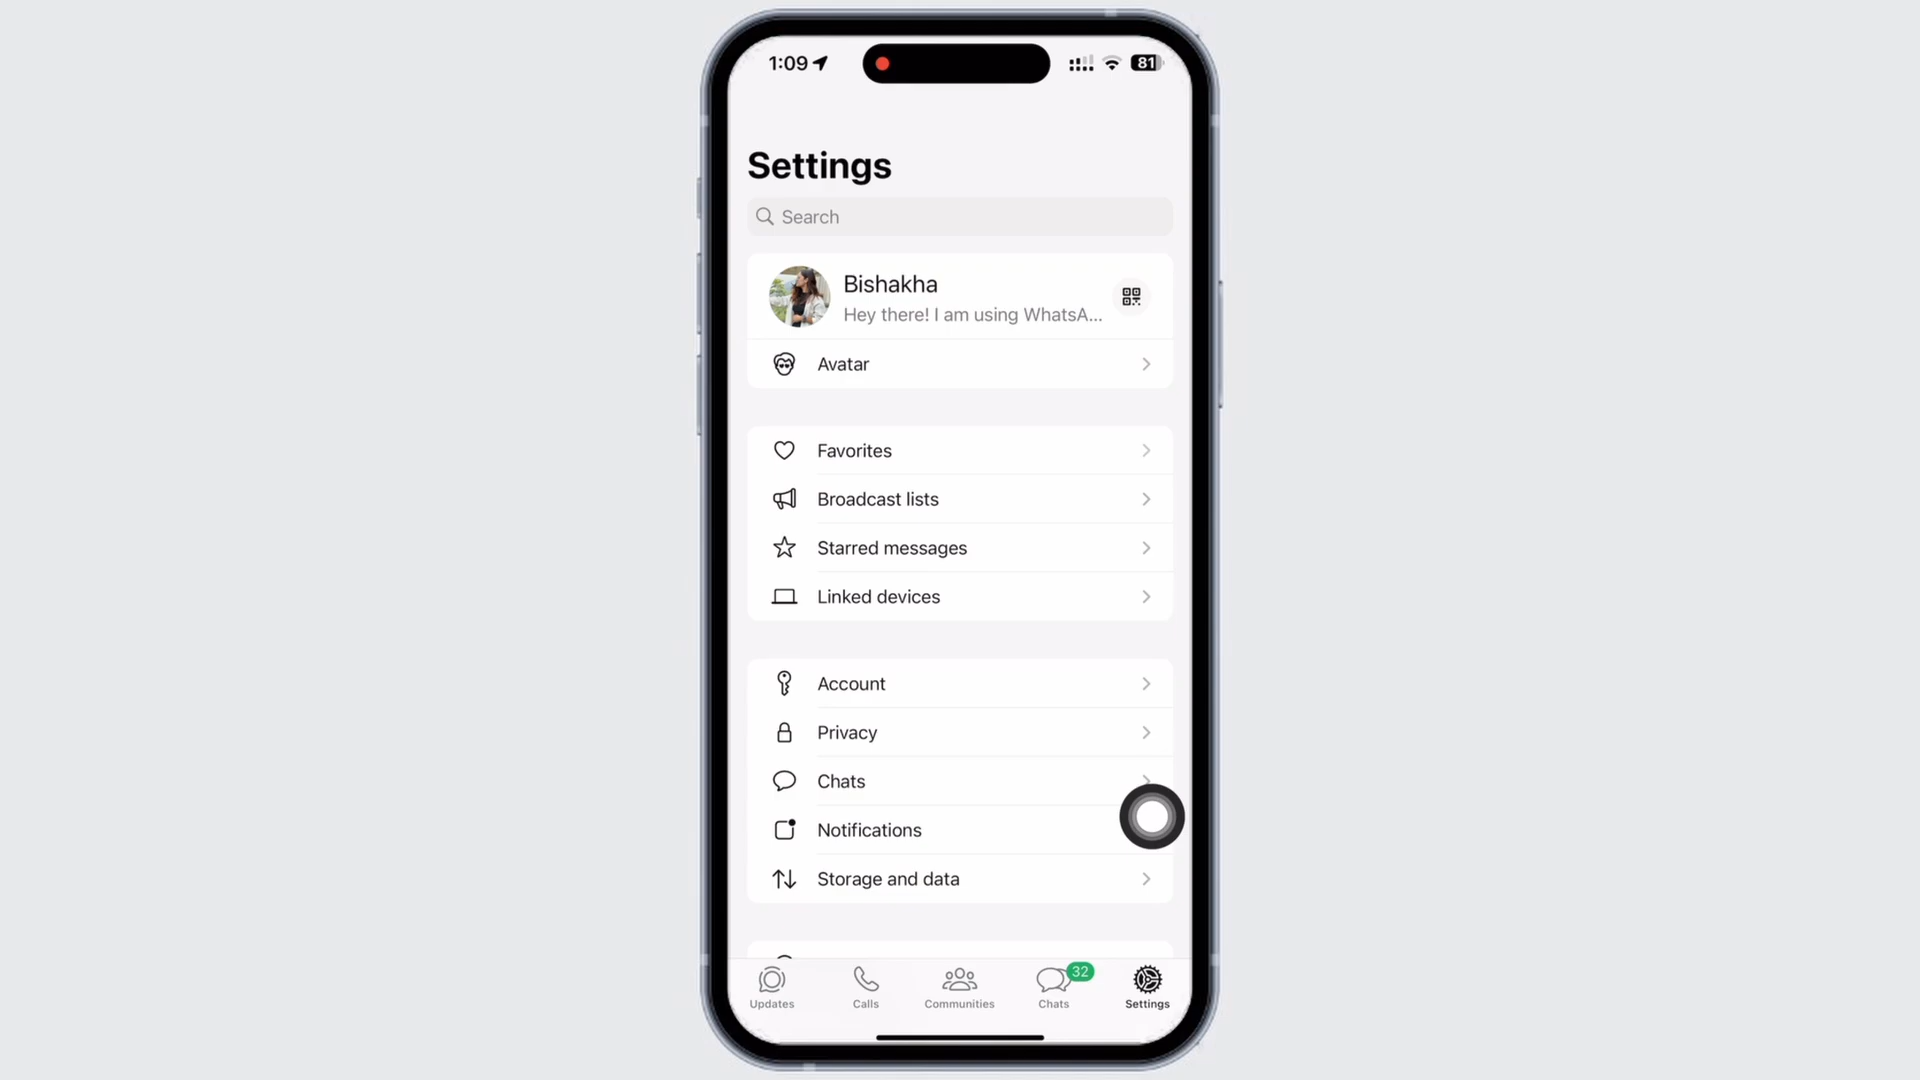 1:09
81
Settings
Search
Bishakha
Hey there! I am using WhatsA...
Avatar
Favorites
Broadcast lists
Starred messages
Linked devices
Account
Privacy
Chats
Notifications
Storage and data
32
Updates
Calls
Communities
Chats
Settings